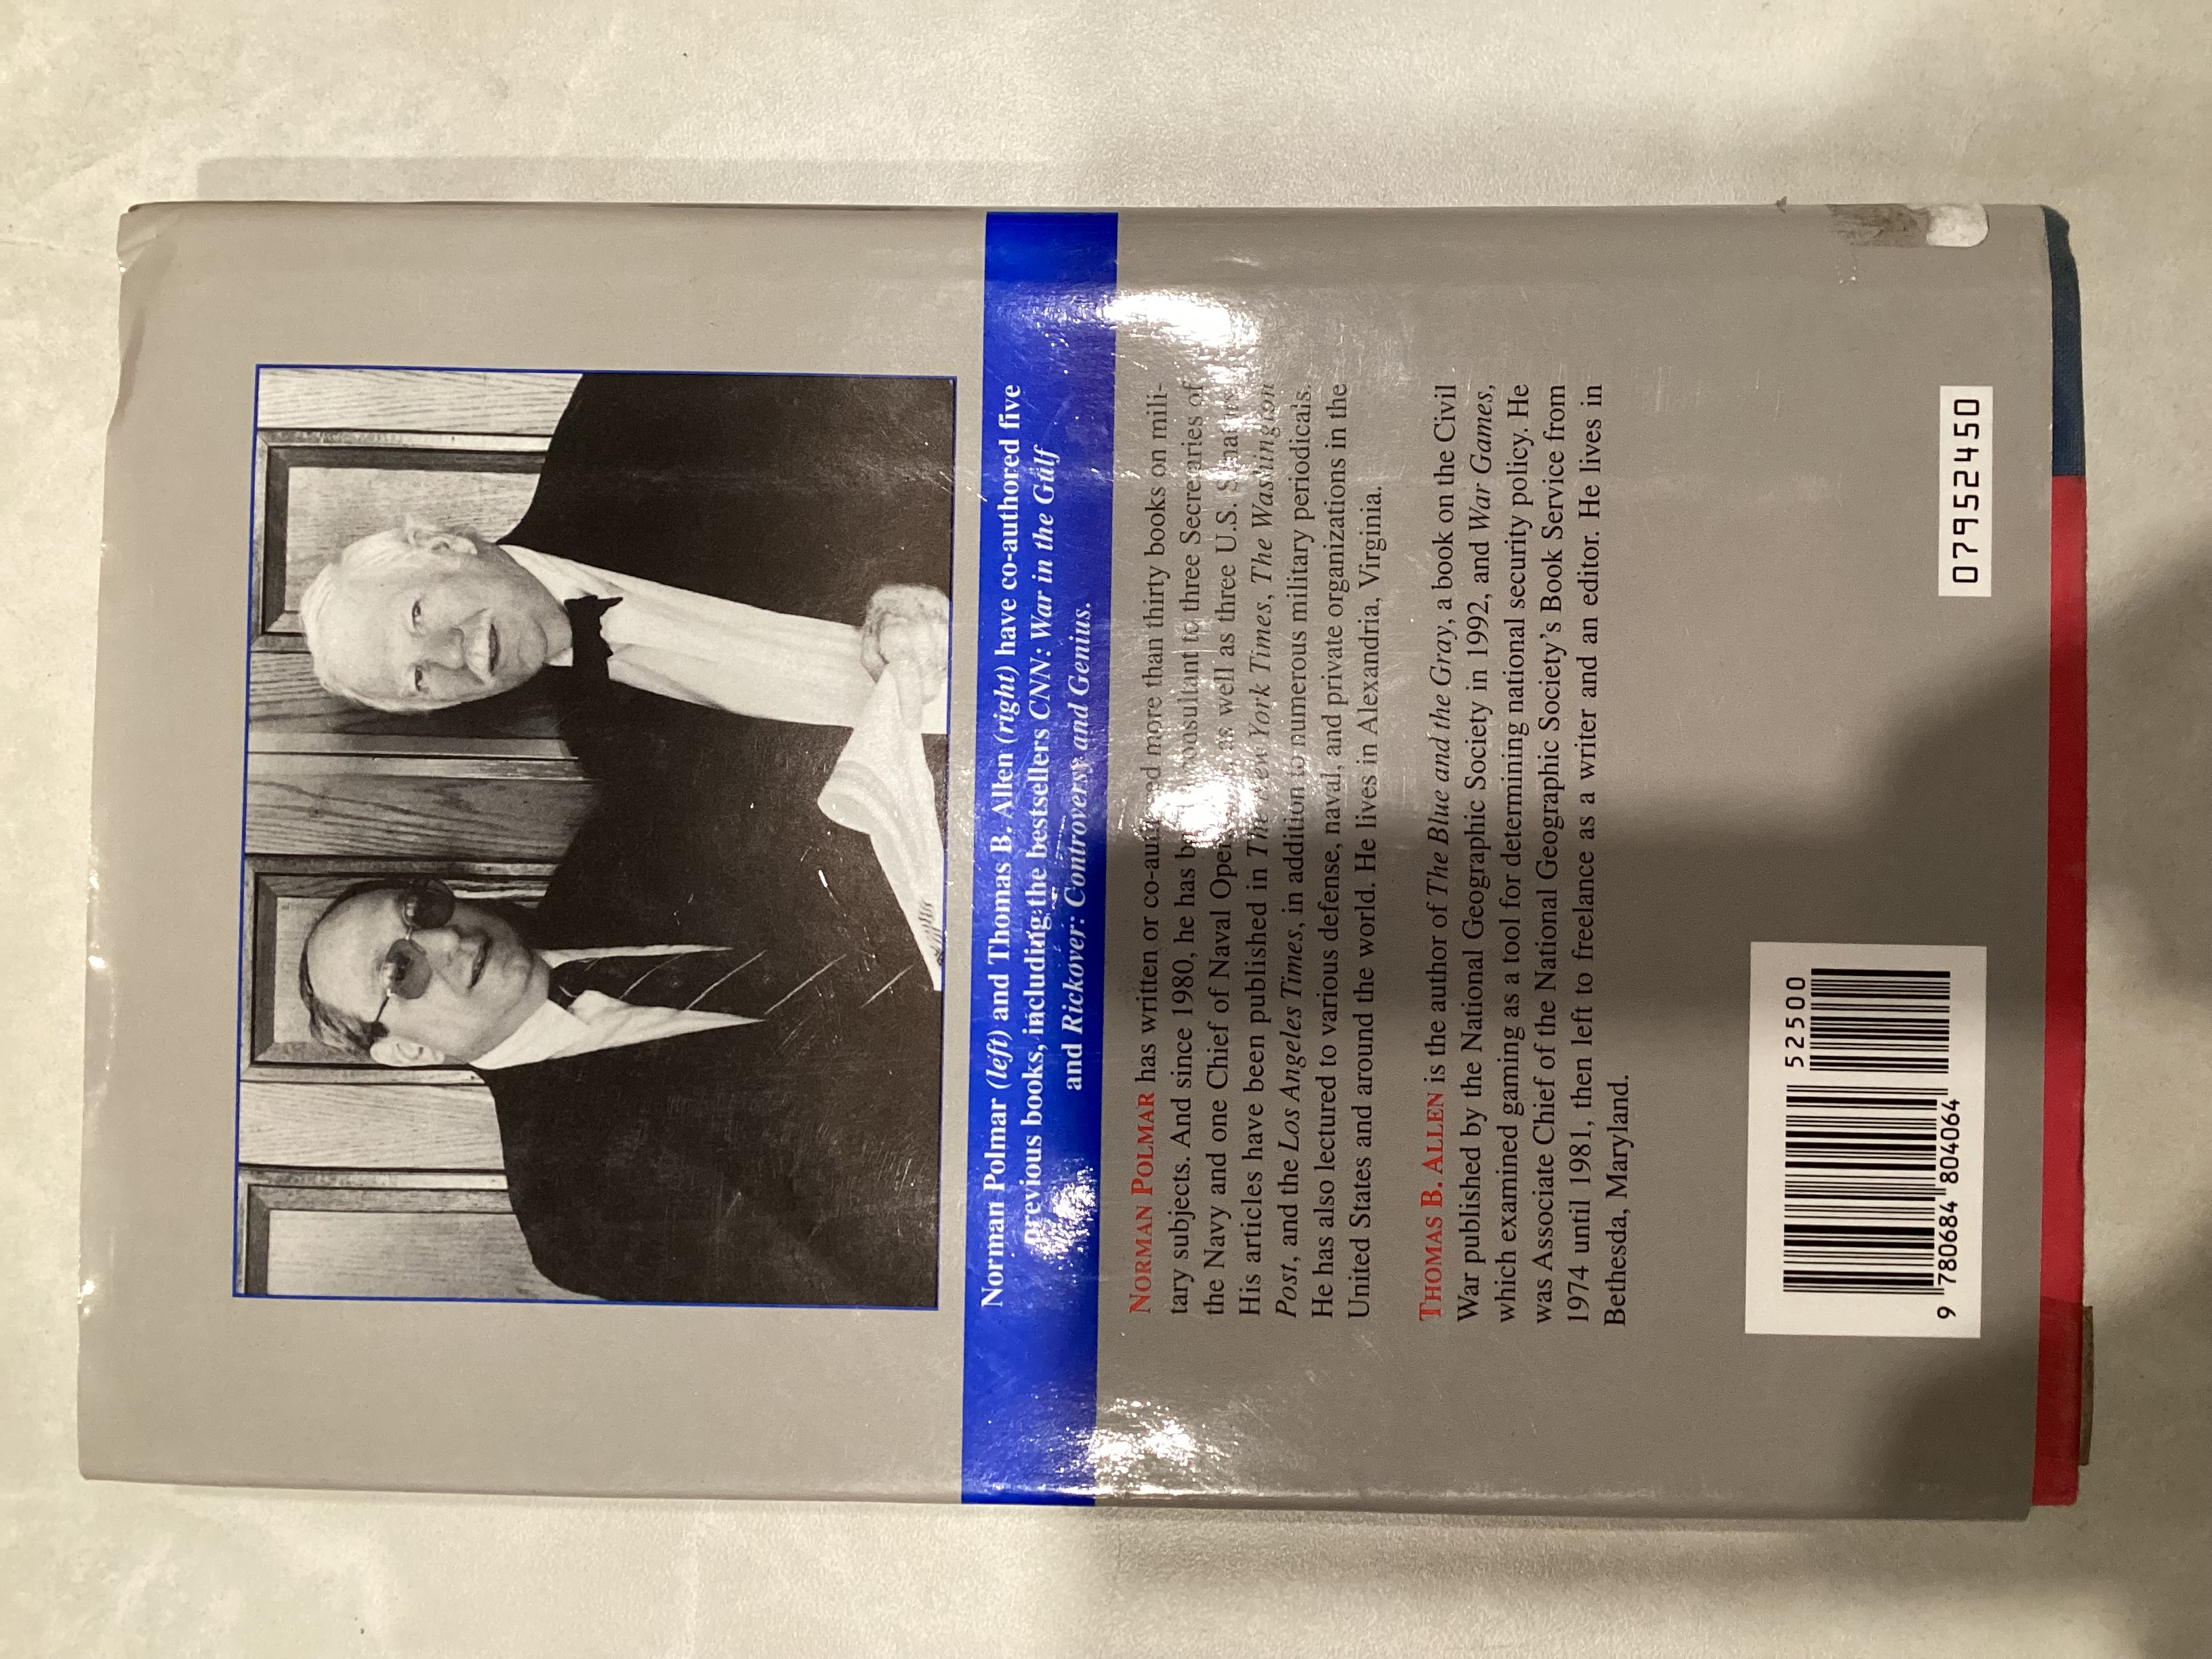 Norman Polmar (left) and Thomas B. Allen (right) have co-authored five
previous books, including the bestsellers CNN: War in the Gulf
and Rickover: Controversy and Genius.
NORMAN POLMAR has written or co-authored more than thirty books on mili-
tary subjects. And since 1980, he has been consultant to three Secretaries of
the Navy and one Chief of Naval as well as three U.S.
His articles have been published in The New York Times, The Washington
Post, and the Los Angeles Times, in addition to numerous military periodicals.
He has also lectured to various defense, naval, and private organizations in the
United States and around the world. He lives in Alexandria, Virginia.
THOMAS B. ALLEN is the author of The Blue and the Gray, a book on the Civil
War published by the National Geographic Society in 1992, and War Games,
which examined gaming as a tool for determining national security policy. He
was Associate Chief of the National Geographic Society's Book Service from
1974 until 1981, then left to freelance as a writer and an editor. He lives in
Bethesda, Maryland.
52500
9 780684 804064
07952450